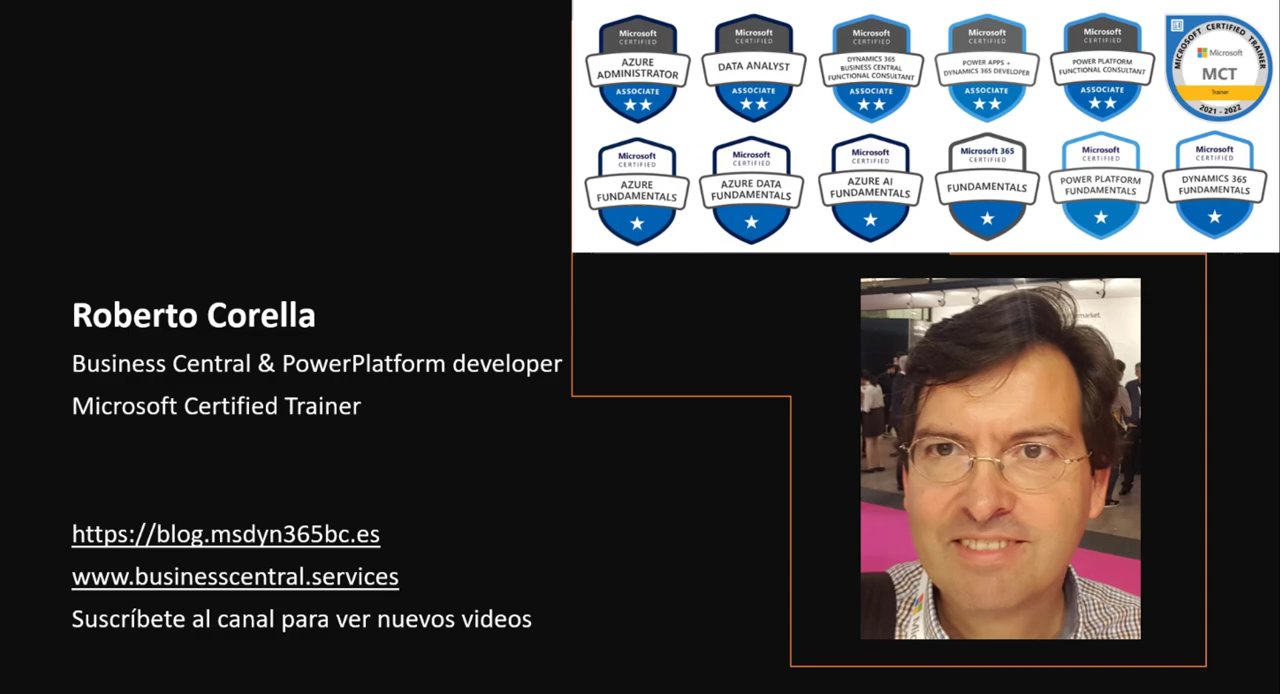 Microsoft
CERTIFIED
AZURE
ADMINISTRATOR
ASSOCIATE
Microsoft
CERTIFIED
DATA ANALYST
ASSOCIATE
Microsoft
CERTIFIED
DYNAMICS 365
BUSINESS CENTRAL
FUNCTIONAL CONSULTANT
ASSOCIATE
Microsoft
CERTIFIED
POWER APPS +
DYNAMICS 365 DEVELOPER
ASSOCIATE
Microsoft
CERTIFIED
POWER PLATFORM
FUNCTIONAL CONSULTANT
ASSOCIATE
MICROSOFT CERTIFIED TRAINER
Microsoft
MCT
Trainer
2021 - 2022
Microsoft
CERTIFIED
AZURE
FUNDAMENTALS
Microsoft
CERTIFIED
AZURE DATA
FUNDAMENTALS
Microsoft
CERTIFIED
AZURE AI
FUNDAMENTALS
Microsoft 365
CERTIFIED
FUNDAMENTALS
Microsoft
CERTIFIED
POWER PLATFORM
FUNDAMENTALS
Microsoft
CERTIFIED
DYNAMICS 365
FUNDAMENTALS
Roberto Corella
Business Central & PowerPlatform developer
Microsoft Certified Trainer
https://blog.msdyn365bc.es
www.businesscentral.services
Suscríbete al canal para ver nuevos videos